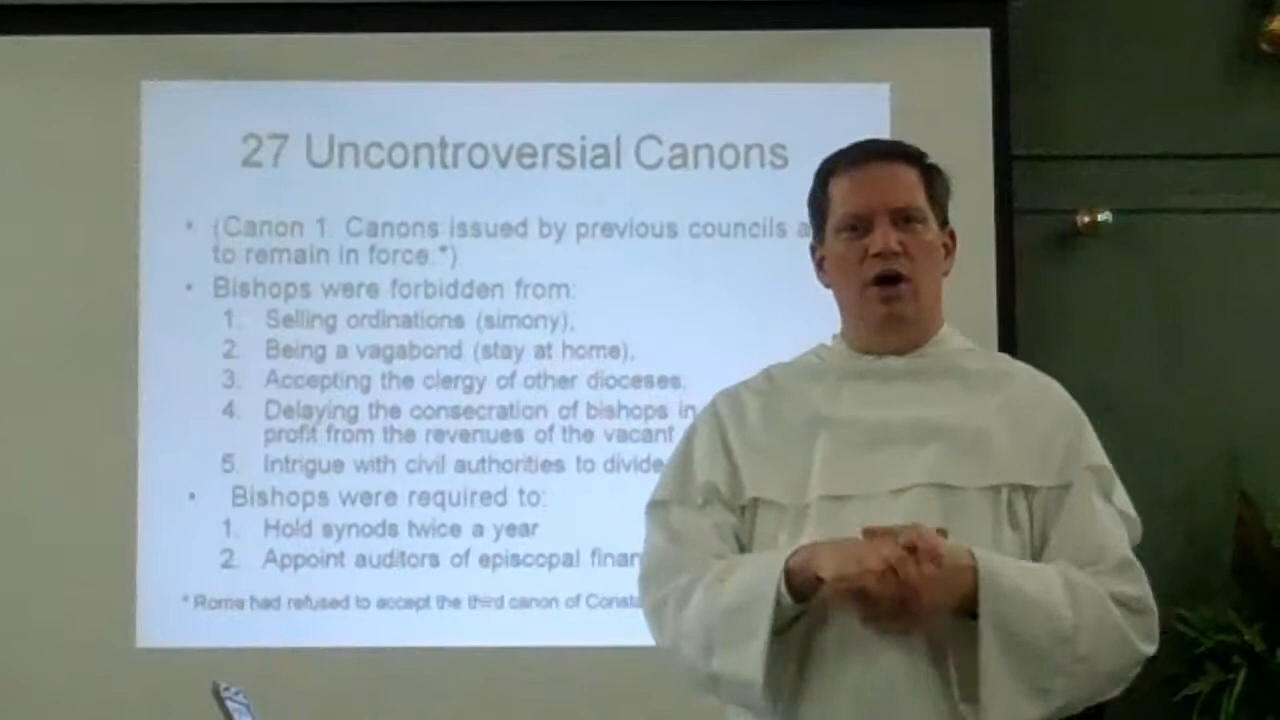 27 Uncontroversial Canons
• (Canon 1. Canons issued by previous councils
to remain in force.*)
• Bishops were forbidden from:
1. Selling ordinations (simony),
2. Being a vagabond (stay at home),
3. Accepting the clergy of other dioceses,
4. Delaying the consecration of bishops in
profit from the revenues of the vacant
5. Intrigue with civil authorities to divide
• Bishops were required to:
1. Hold synods twice a year
2. Appoint auditors of episcopal
* Rome had refused to accept the third canon of